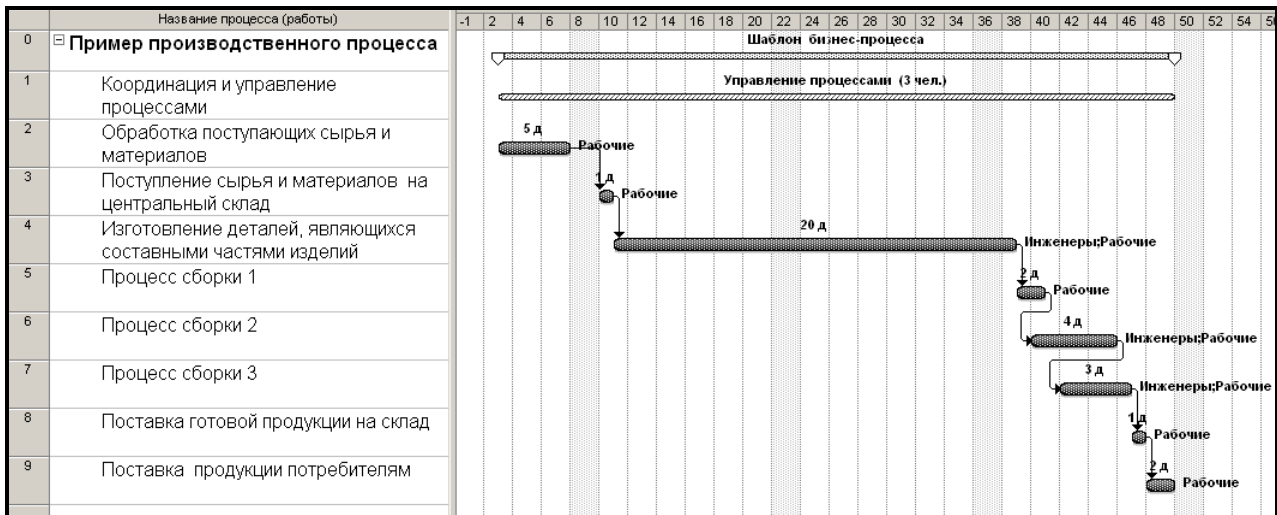 Название процесса (работы)
-1 2 4 6 8 10 12 14 16 18 20 22 24 26 28 30 32 34 36 38 40 42 44 46 48 50 52 54
0 Пример производственного процесса
Шаблон бизнес-процесса
1 Координация и управление
процессами
Управление процессами (3 чел.)
2 Обработка поступающих сырья и
материалов
5 д
Рабочие
3 Поступление сырья и материалов на
центральный склад
1 д
Рабочие
4 Изготовление деталей, являющихся
составными частями изделий
20 д
Инженеры;Рабочие
5 Процесс сборки 1
2 д
Рабочие
6 Процесс сборки 2
4 д
Инженеры;Рабочие
7 Процесс сборки 3
3 д
Инженеры;Рабочие
8 Поставка готовой продукции на склад
1 д
Рабочие
9 Поставка продукции потребителям
2 д
Рабочие